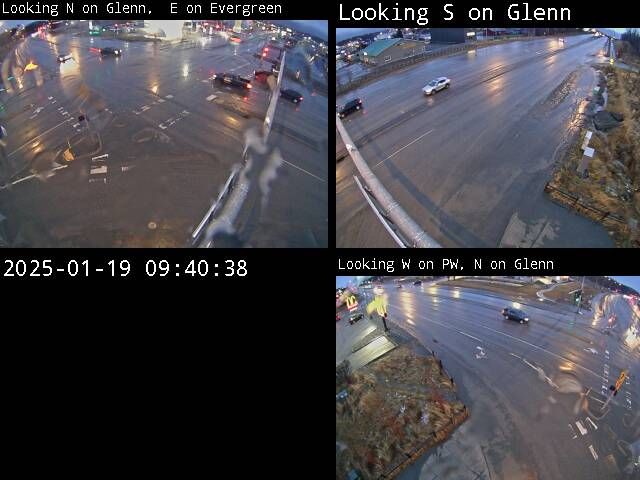 Looking N on Glenn,  E on Evergreen
Looking S on Glenn
2025-01-19 09:40:38
Looking W on PW, N on Glenn